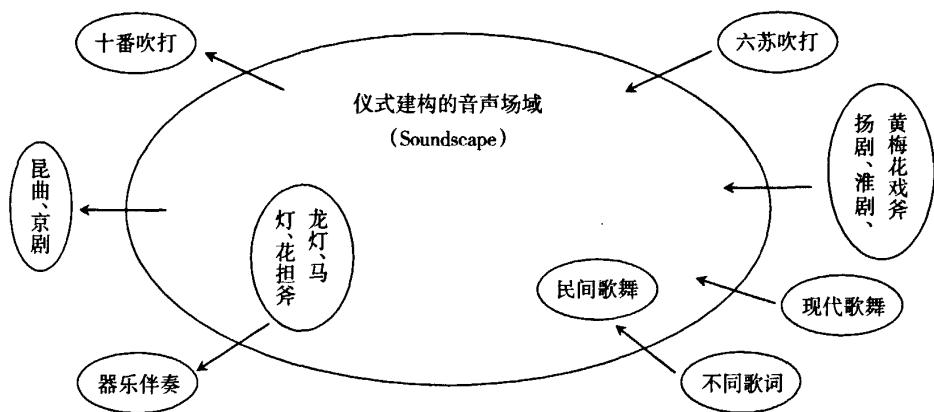 十番吹打
六苏吹打
仪式建构的音声场域
(Soundscape)
黄梅花戏斧
扬剧、淮剧、
昆曲、京剧
龙灯、马
灯、花担斧
民间歌舞
现代歌舞
器乐伴奏
不同歌词